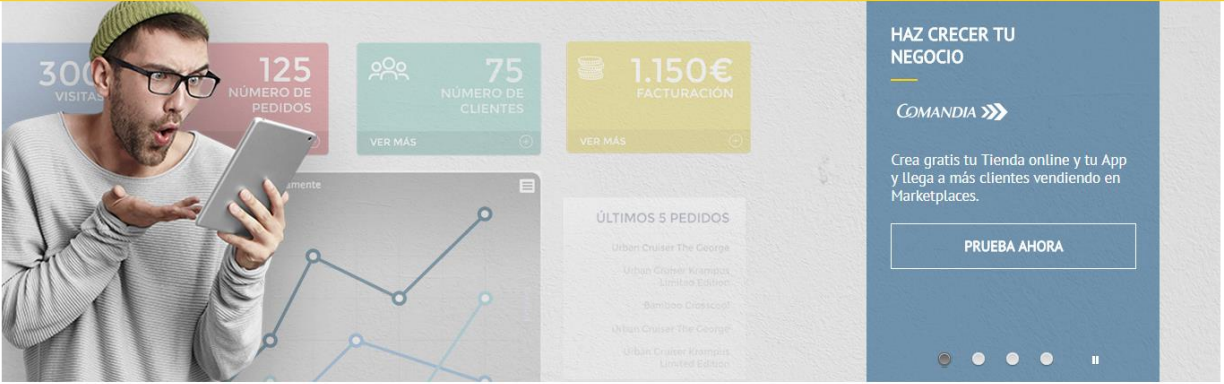 300
VISITAS
125
NÚMERO DE
PEDIDOS
75
NÚMERO DE
CLIENTES
VER MÁS
1.150€
FACTURACIÓN
VER MÁS
amente
ÚLTIMOS 5 PEDIDOS
Urban Cruiser The George
Urban Cruiser Krampus
Limited Edition
Bamboo Crosscool
Urban Cruiser The George
Urban Cruiser Krampus
Limited Edition
HAZ CRECER TU
NEGOCIO
COMANDIA
Crea gratis tu Tienda online y tu App
y llega a más clientes vendiendo en
Marketplaces.
PRUEBA AHORA